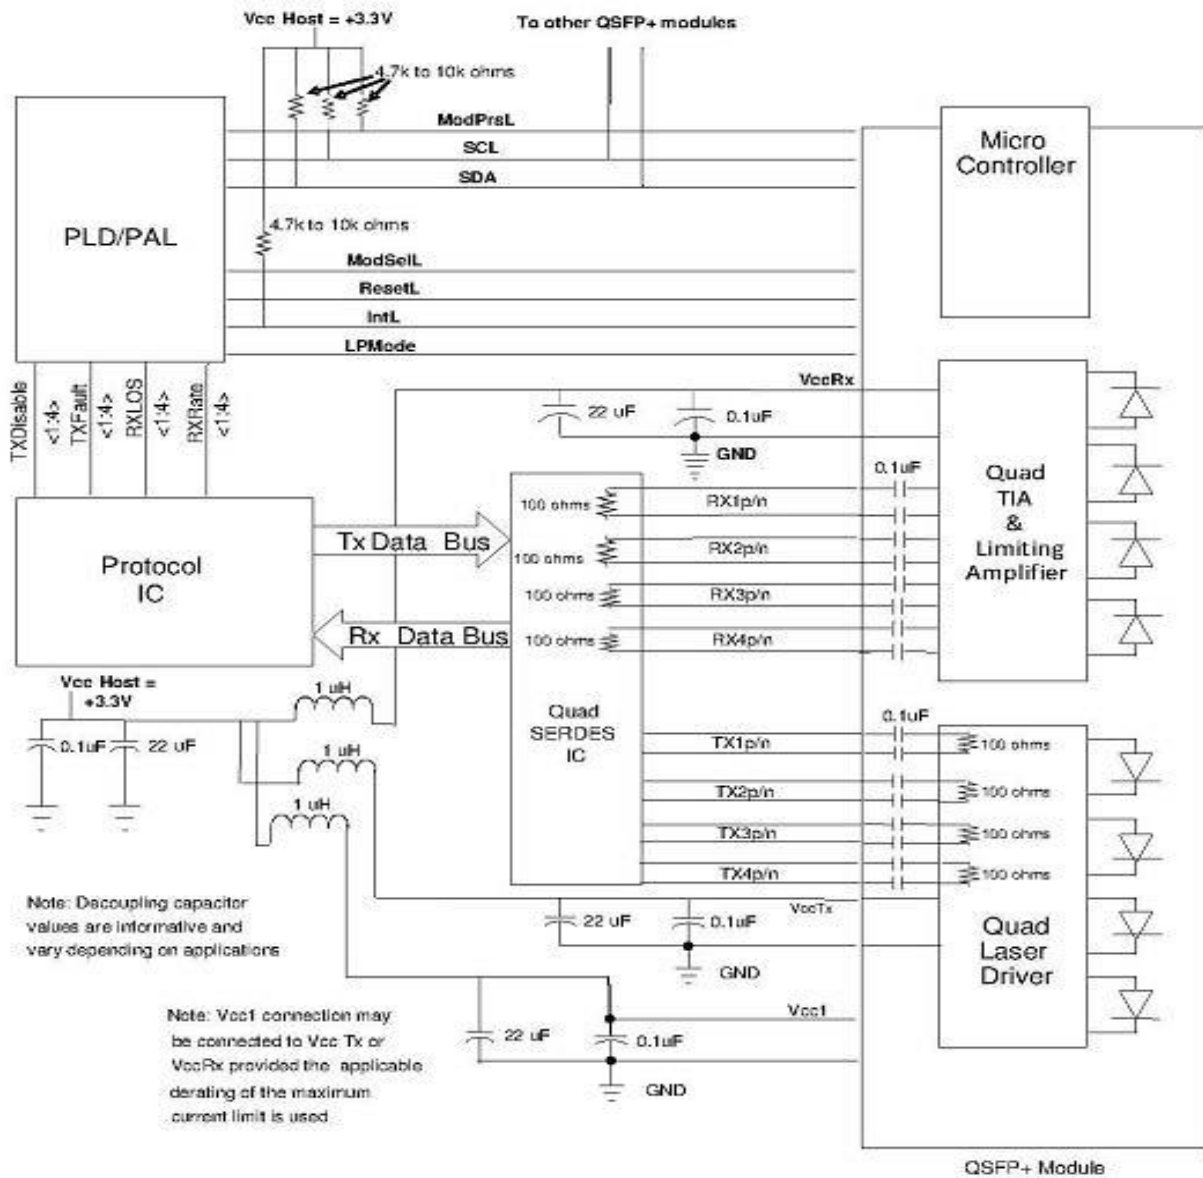 Vcc Host = +3.3V
To other QSFP+ modules
4.7k to 10k ohms
ModPrsL
SCL
SDA
Micro
Controller
PLD/PAL
4.7k to 10k ohms
ModSelL
ResetL
IntL
LPMode
TXDisable
<1:4>
TXFault
<1:4>
RXLOS
<1:4>
RXRate
<1:4>
VccRx
22 uF
0.1uF
GND
0.1uF
Quad
TIA
&
Limiting
Amplifier
100 ohms
RX1p/n
Tx Data Bus
100 ohms
RX2p/n
Protocol
IC
100 ohms
RX3p/n
Rx Data Bus
100 ohms
RX4p/n
Vcc Host =
+3.3V
1 uH
0.1uF
22 uF
1 uH
1 uH
Quad
SERDES
IC
0.1uF
TX1p/n
100 ohms
TX2p/n
100 ohms
TX3p/n
100 ohms
TX4p/n
100 ohms
Note: Decoupling capacitor
values are informative and
vary depending on applications
VccTx
22 uF
0.1uF
GND
Quad
Laser
Driver
Note: Vcc1 connection may
be connected to Vcc Tx or
VccRx provided the applicable
derating of the maximum
current limit is used
Vcc1
22 uF
0.1uF
GND
QSFP+ Module